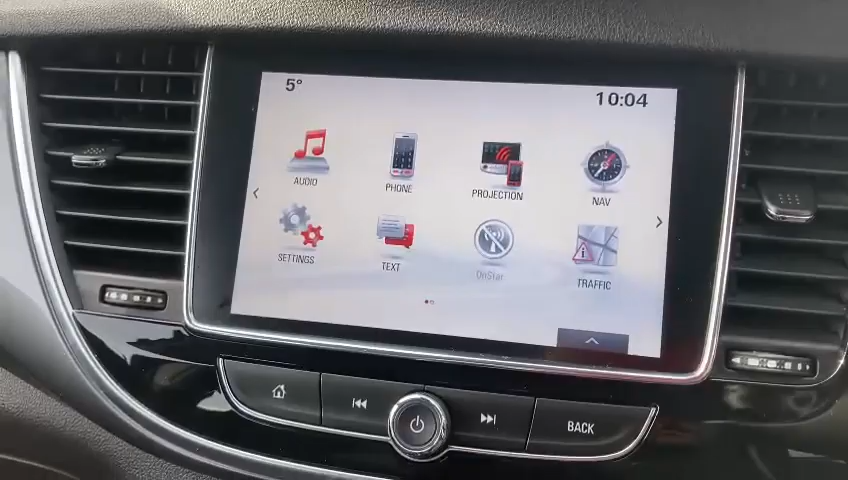 5°
10:04
AUDIO
PHONE
PROJECTION
NAV
SETTINGS
TEXT
OnStar
TRAFFIC
BACK